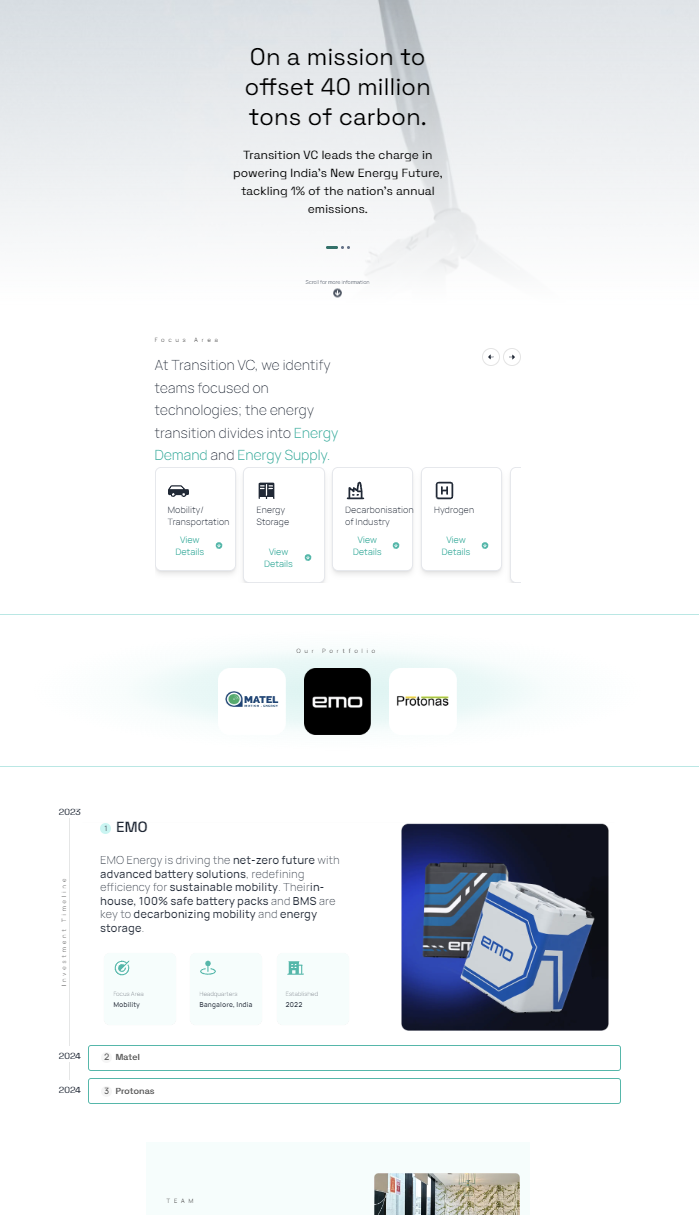 On a mission to
offset 40 million
tons of carbon.
Transition VC leads the charge in
powering India's New Energy Future,
tackling 1% of the nation's annual
emissions.
Scroll for more information
Focus Area
At Transition VC, we identify
teams focused on
technologies; the energy
transition divides into Energy
Demand and Energy Supply.
Mobility/
Transportation
View
Details
Energy
Storage
View
Details
Decarbonisation
of Industry
View
Details
H
Hydrogen
View
Details
Our Portfolio
MATEL
MOTION + ENERGY
emo
Protonas
2023
1 EMO
EMO Energy is driving the net-zero future with
advanced battery solutions, redefining
efficiency for sustainable mobility. Theirin-
house, 100% safe battery packs and BMS are
key to decarbonizing mobility and energy
storage.
Investment Timeline
Focus Area
Mobility
Headquarters
Bangalore, India
Established
2022
em
emo
2024
2 Matel
2024
3 Protonas
TEAM